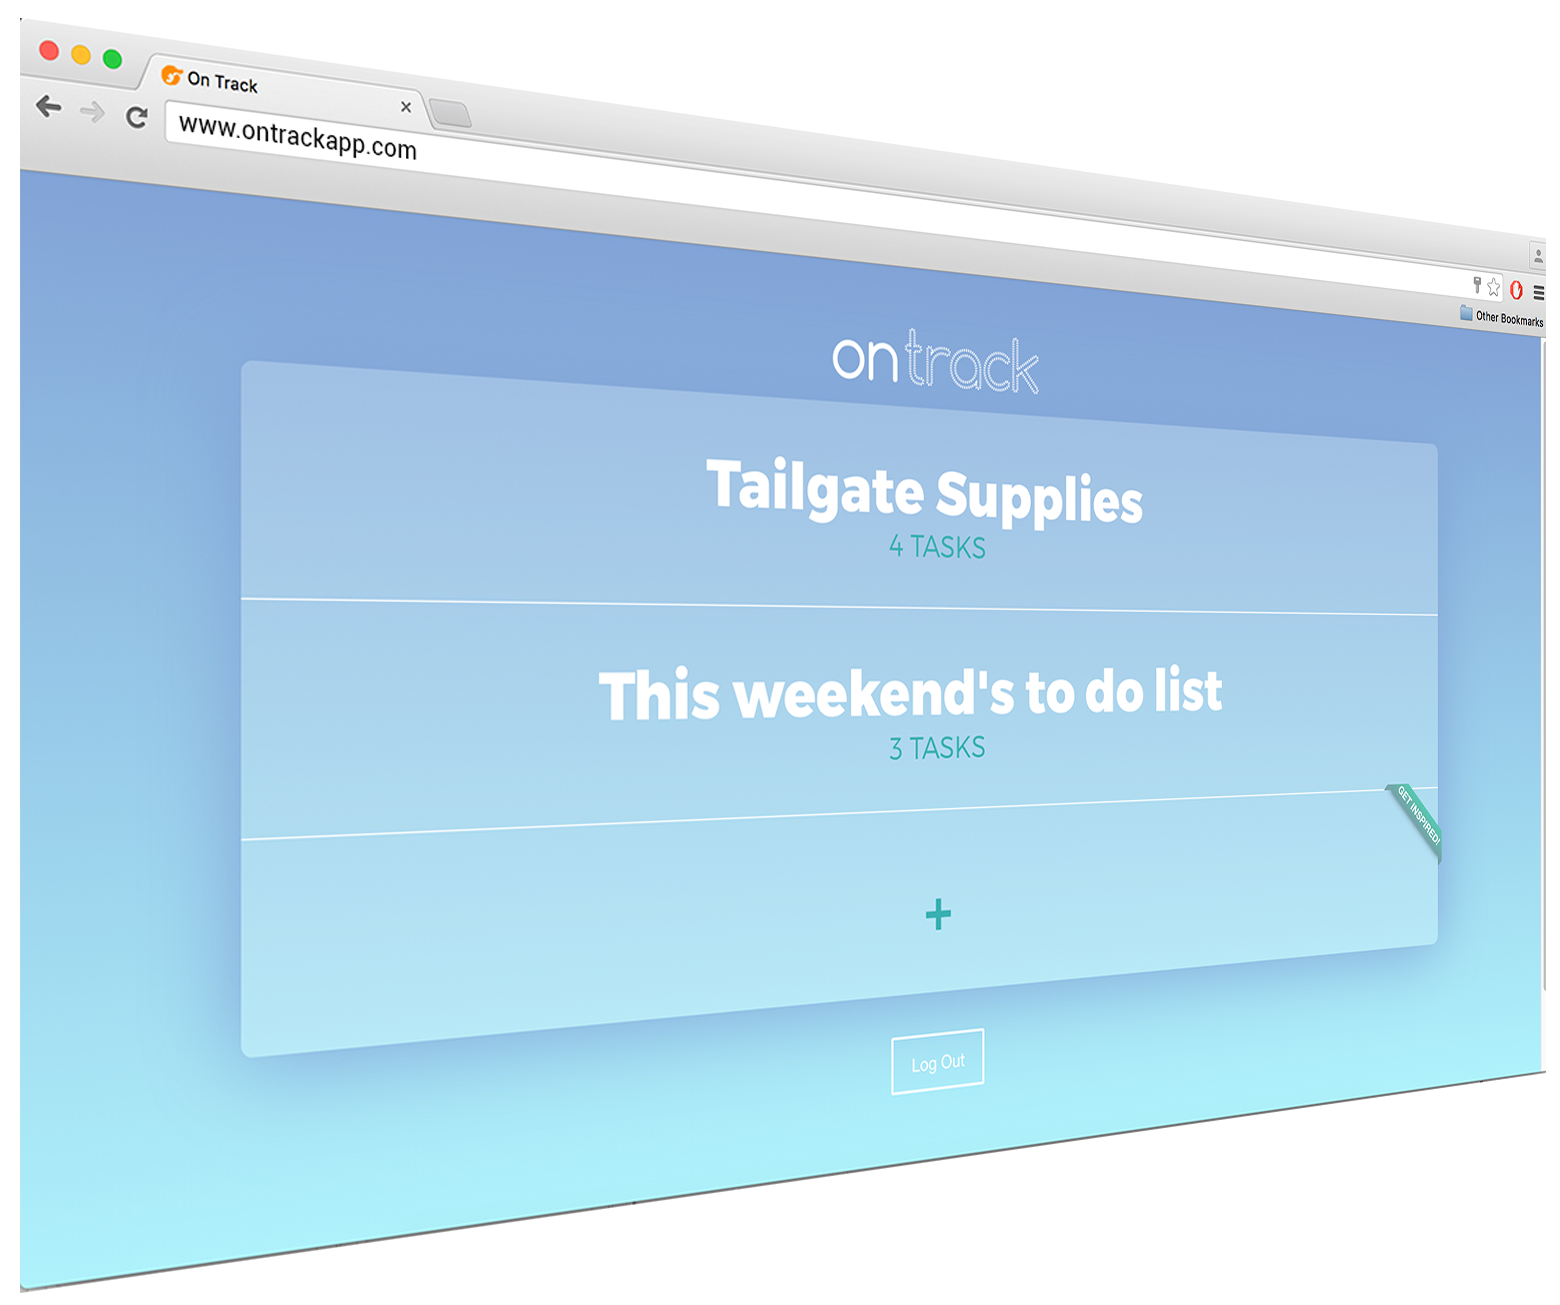 On Track
www.ontrackapp.com
Other Bookmarks
ontrack
Tailgate Supplies
4 TASKS
This weekend's to do list
3 TASKS
GET INSPIRED!
+
Log Out